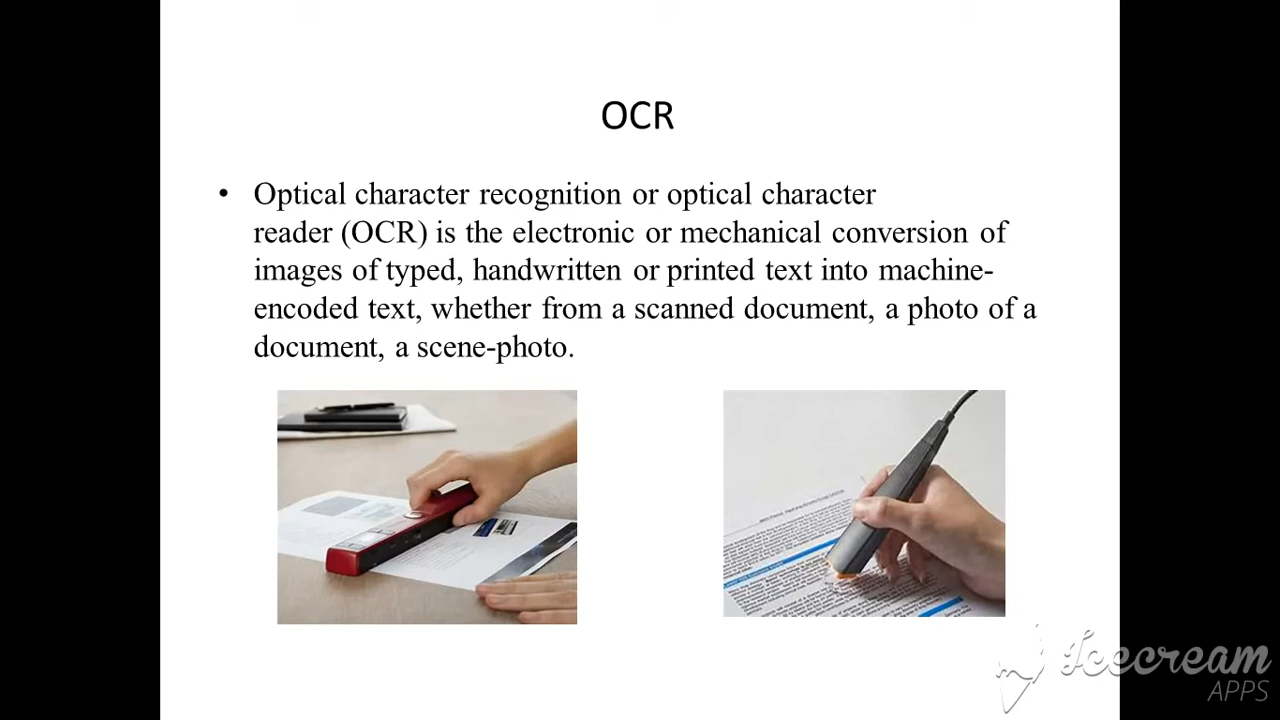 OCR
• Optical character recognition or optical character
reader (OCR) is the electronic or mechanical conversion of
images of typed, handwritten or printed text into machine-
encoded text, whether from a scanned document, a photo of a
document, a scene-photo.
Icecream
APPS